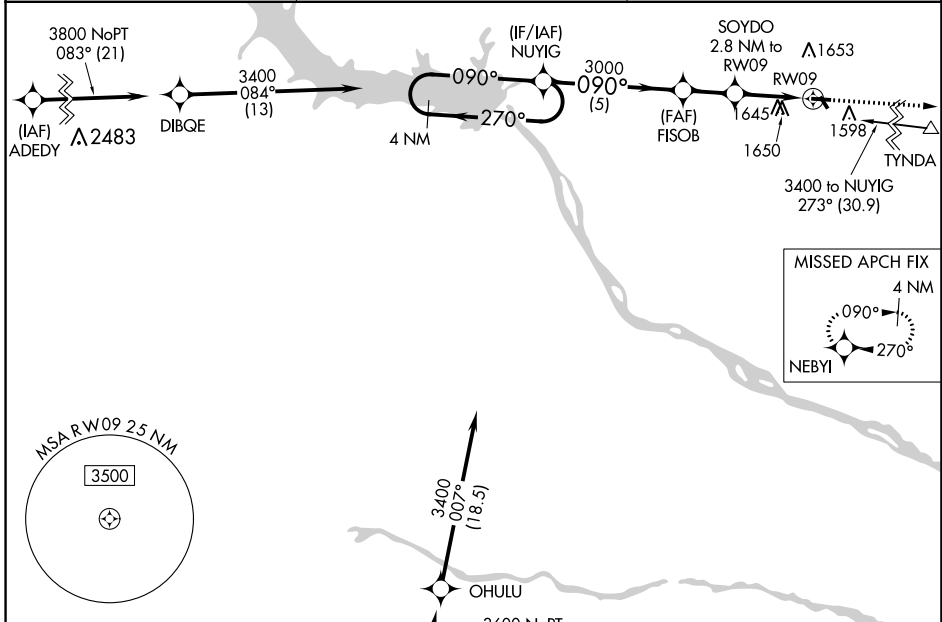 3800 NoPT
083° (21)
(IAF)
ADEDY
2483
DIBQE
3400
084°
(13)
(IF/IAF)
NUYIG
090°
270°
4 NM
3000
090°
(5)
(FAF)
FISOB
SOYDO
2.8 NM to
RW09
1653
RW09
1645
1650
1598
TYNDA
3400 to NUYIG
273° (30.9)
MISSED APCH FIX
4 NM
090°
270°
NEBYI
MSA RW09 25 NM
3500
3400
007°
(18.5)
OHULU